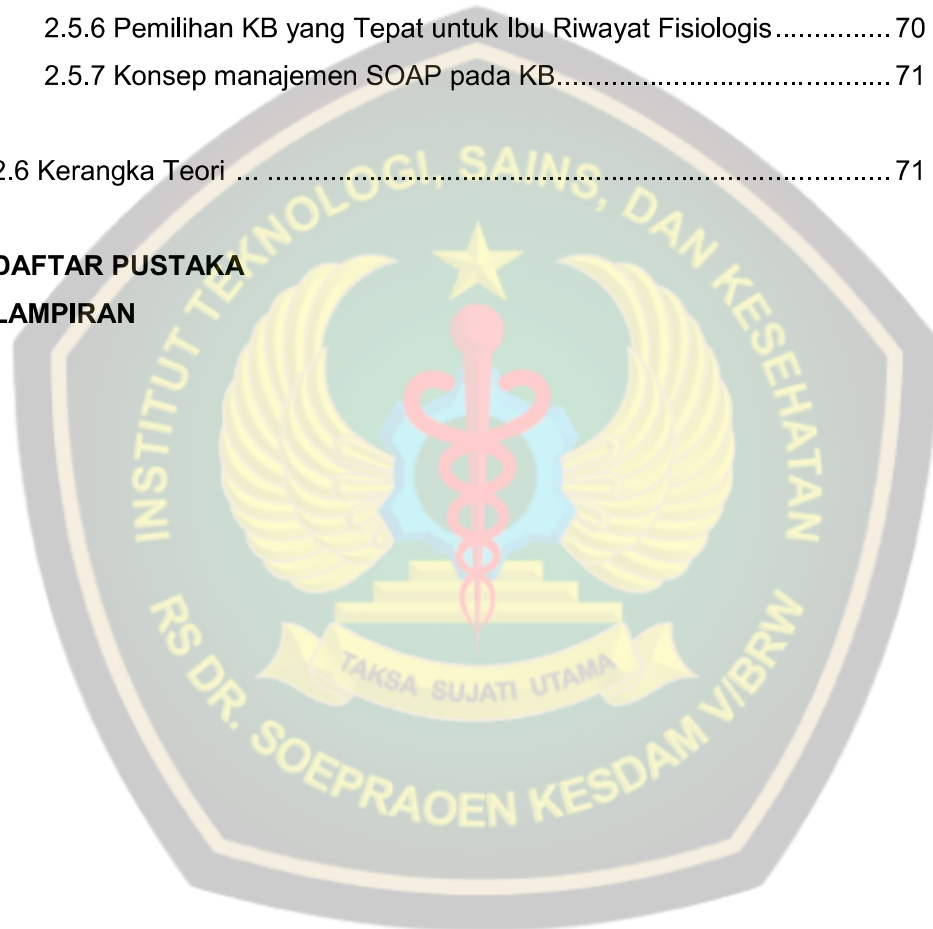 2.5.6 Pemilihan KB yang Tepat untuk Ibu Riwayat Fisiologis............... 70
2.5.7 Konsep manajemen SOAP pada KB........................................... 71
2.6 Kerangka Teori ... ................................................................................ 71
DAFTAR PUSTAKA
LAMPIRAN
INSTITUT TEKNOLOGI, SAINS, DAN KESEHATAN
TAKSA SUJATI UTAMA
RS DR. SOEPRAOEN KESDAM V/BRW